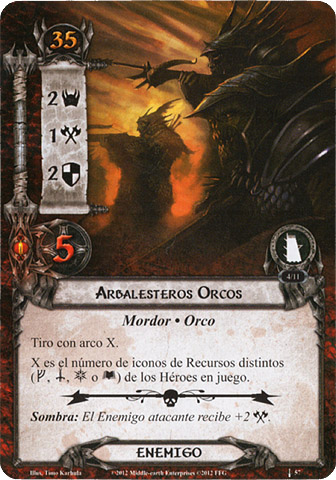 35
2
1
2
5
4/11
Arbalesteros Orcos
Mordor • Orco
Tiro con arco X.
X es el número de iconos de Recursos distintos
( , , o ) de los Héroes en juego.
Sombra: El Enemigo atacante recibe +2 .
ENEMIGO
Illus. Tono Karhula
©2012 Middle-earth Enterprises ©2012 FFG
57